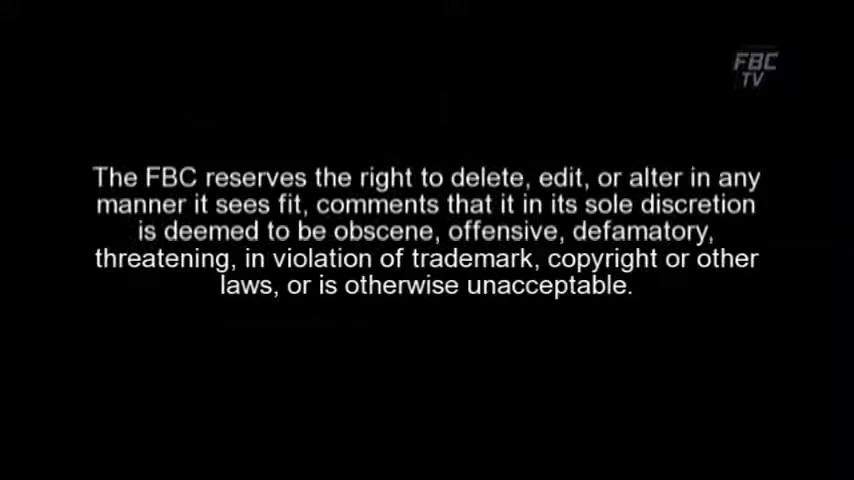 FBC
TV
The FBC reserves the right to delete, edit, or alter in any
manner it sees fit, comments that it in its sole discretion
is deemed to be obscene, offensive, defamatory,
threatening, in violation of trademark, copyright or other
laws, or is otherwise unacceptable.